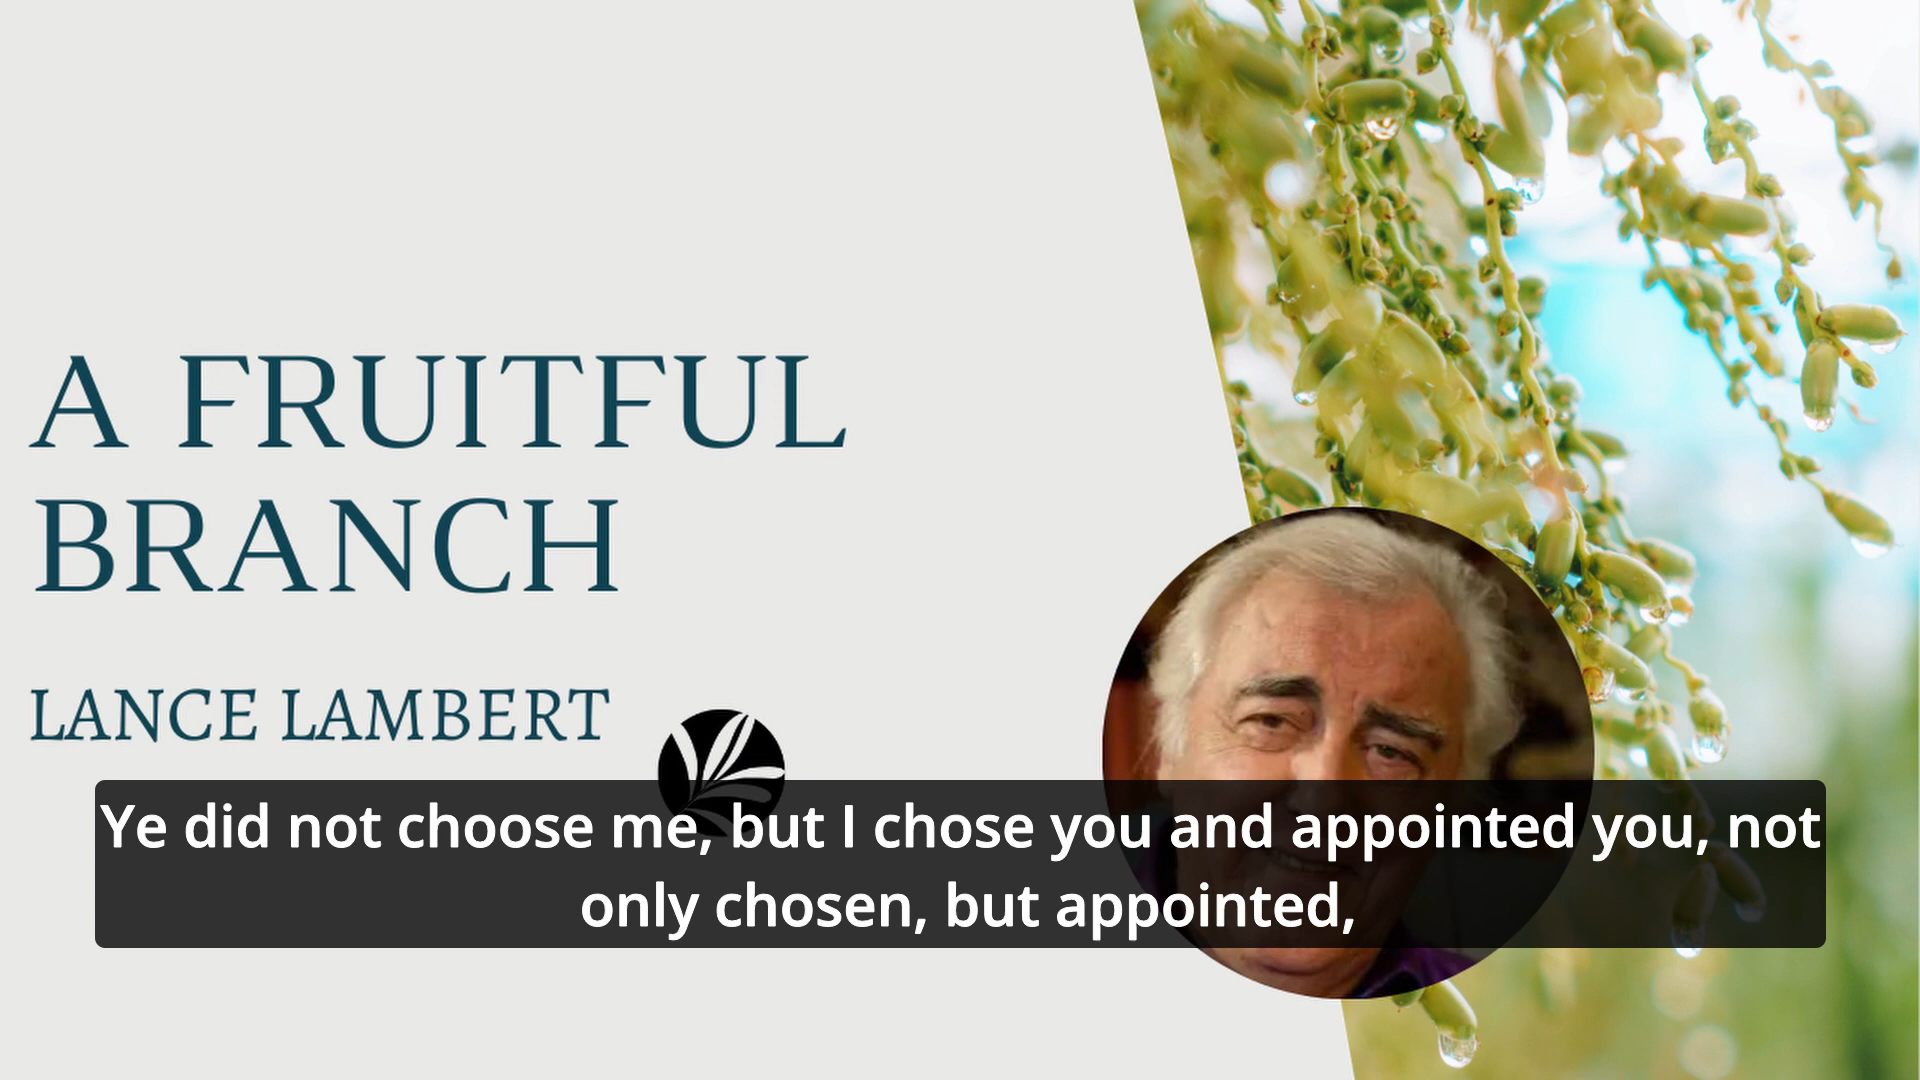 A FRUITFUL
BRANCH
LANCE LAMBERT
Ye did not choose me, but I chose you and appointed you, not
only chosen, but appointed,